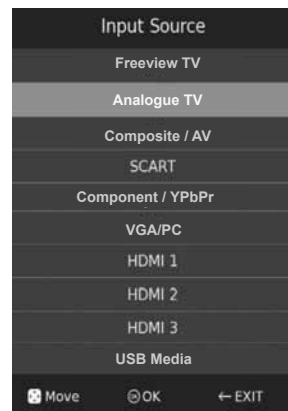 Input Source
Freeview TV
Analogue TV
Composite / AV
SCART
Component / YPbPr
VGA/PC
HDMI 1
HDMI 2
HDMI 3
USB Media
Move OK ← EXIT